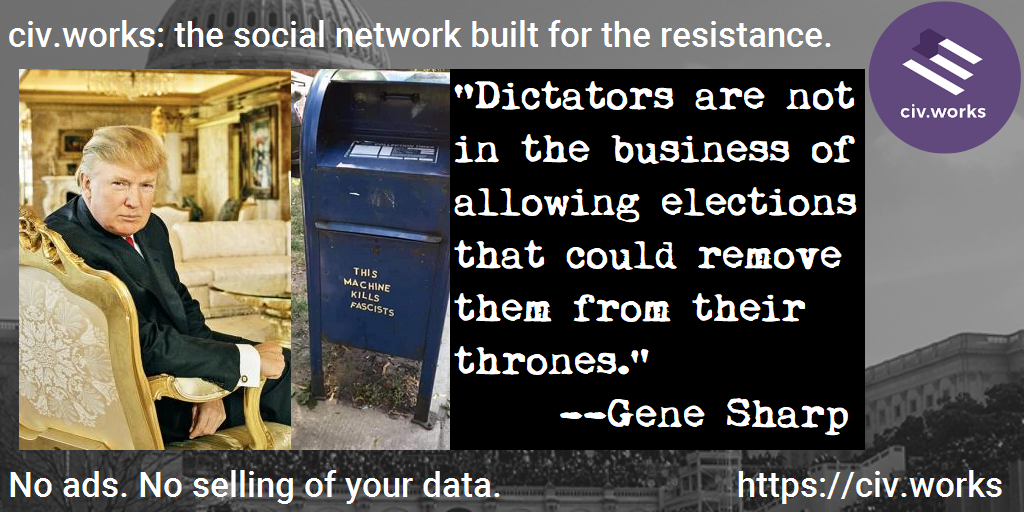 civ.works: the social network built for the resistance.
civ.works
THIS
MACHINE
KILLS
FASCISTS
"Dictators are not
in the business of
allowing elections
that could remove
them from their
thrones."
--Gene Sharp
No ads. No selling of your data.
https://civ.works